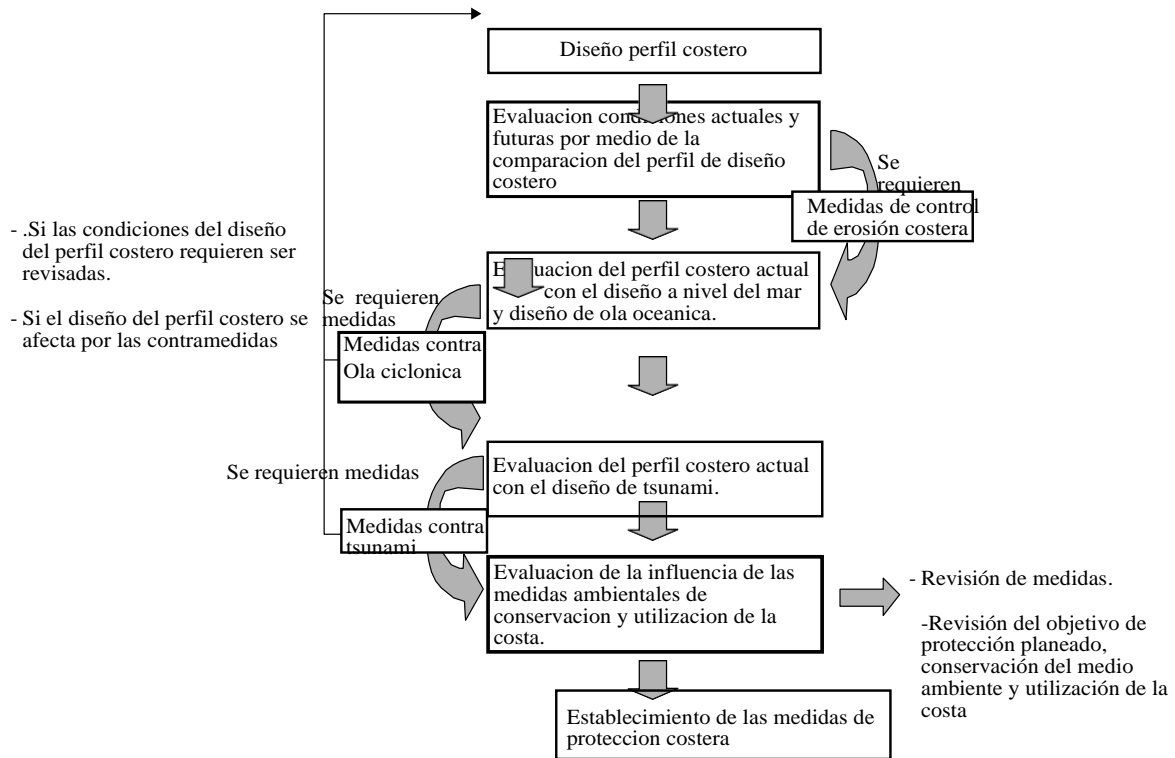 Diseño perfil costero
Evaluacion condiciones actuales y
futuras por medio de la
comparacion del perfil de diseño
costero
Se
requieren
Medidas de control
de erosión costera
- .Si las condiciones del diseño
del perfil costero requieren ser
revisadas.
- Si el diseño del perfil costero se
afecta por las contramedidas
Evaluacion del perfil costero actual
con el diseño a nivel del mar
y diseño de ola oceanica.
Se requieren
medidas
Medidas contra
Ola ciclonica
Se requieren medidas
Evaluacion del perfil costero actual
con el diseño de tsunami.
Medidas contra
tsunami
Evaluacion de la influencia de las
medidas ambientales de
conservacion y utilizacion de la
costa.
- Revisión de medidas.
-Revisión del objetivo de
protección planeado,
conservación del medio
ambiente y utilización de la
costa
Establecimiento de las medidas de
proteccion costera